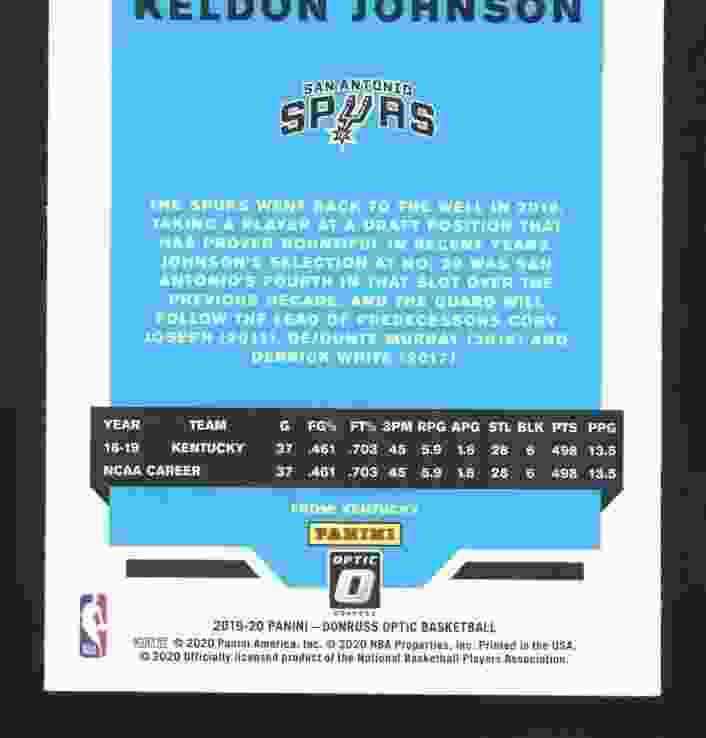 KELDON JOHNSON
SAN ANTONIO
SPURS
THE SPURS WENT BACK TO THE WELL IN 2019,
TAKING A PLAYER AT A DRAFT POSITION THAT
HAS PROVED BOUNTIFUL IN RECENT YEARS.
JOHNSON'S SELECTION AT NO. 29 WAS SAN
ANTONIO'S FOURTH IN THAT SLOT OVER THE
PREVIOUS DECADE, AND THE GUARD WILL
FOLLOW THE LEAD OF PREDECESSORS CORY
JOSEPH (2011), DEJOUNTE MURRAY (2016) AND
DERRICK WHITE (2017).
YEAR TEAM G FG% FT% 3PM RPG APG STL BLK PTS PPG
18-19 KENTUCKY 37 .461 .703 45 5.9 1.6 28 6 498 13.5
NCAA CAREER 37 .461 .703 45 5.9 1.6 28 6 498 13.5
FROM: KENTUCKY
PANINI
OPTIC
O
DONRUSS
NBA
2019-20 PANINI – DONRUSS OPTIC BASKETBALL
© 2020 Panini America, Inc. © 2020 NBA Properties, Inc. Printed in the USA.
© 2020 Officially licensed product of the National Basketball Players Association.